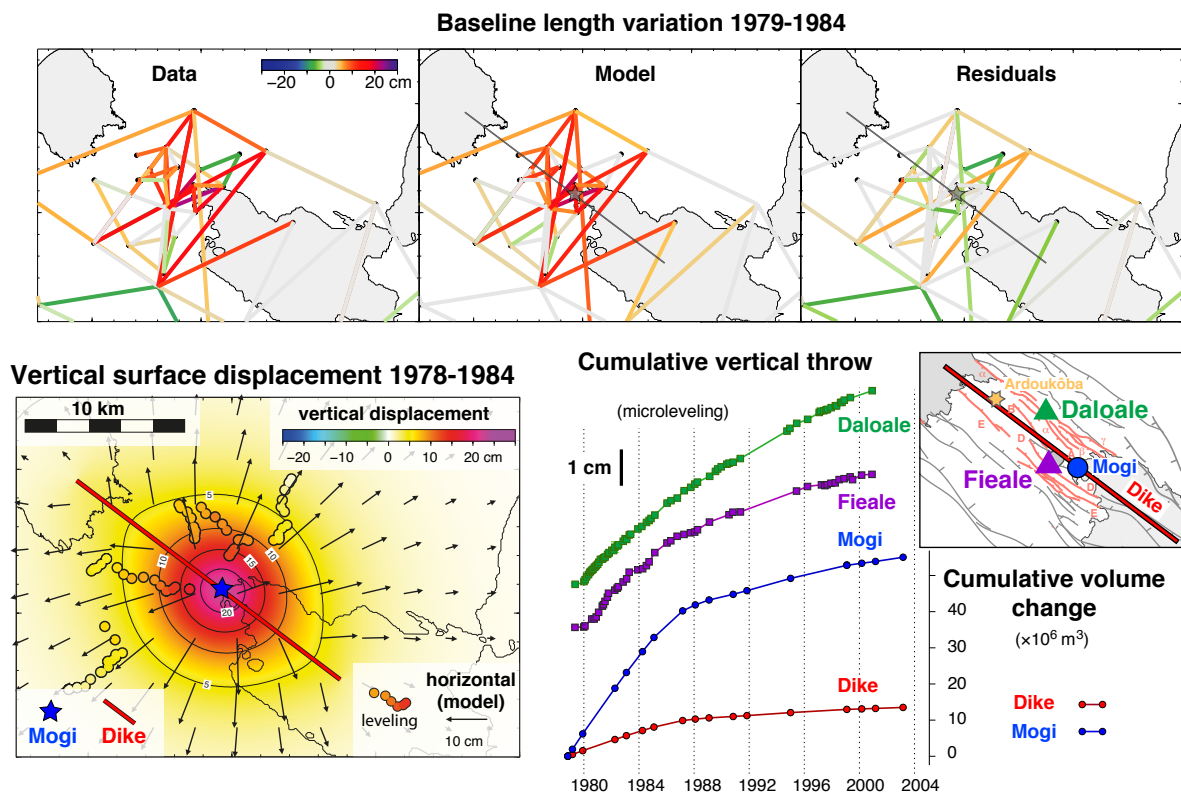 Baseline length variation 1979-1984
Data
−20 0 20 cm
Model
Residuals
Vertical surface displacement 1978-1984
10 km
vertical displacement
−20 −10 0 10 20 cm
5
10
10
15
20
5
leveling
horizontal
(model)
10 cm
Mogi
Dike
Cumulative vertical throw
(microleveling)
1 cm
Daloale
Fieale
Mogi
Dike
1980 1984 1988 1992 1996 2000 2004
40
30
20
10
0
Cumulative volume
change
(×10⁶ m³)
Dike
Mogi
α
Ardoukôba
B
Daloale
E
D
α
γ
Fieale
Mogi
D
Dike
E